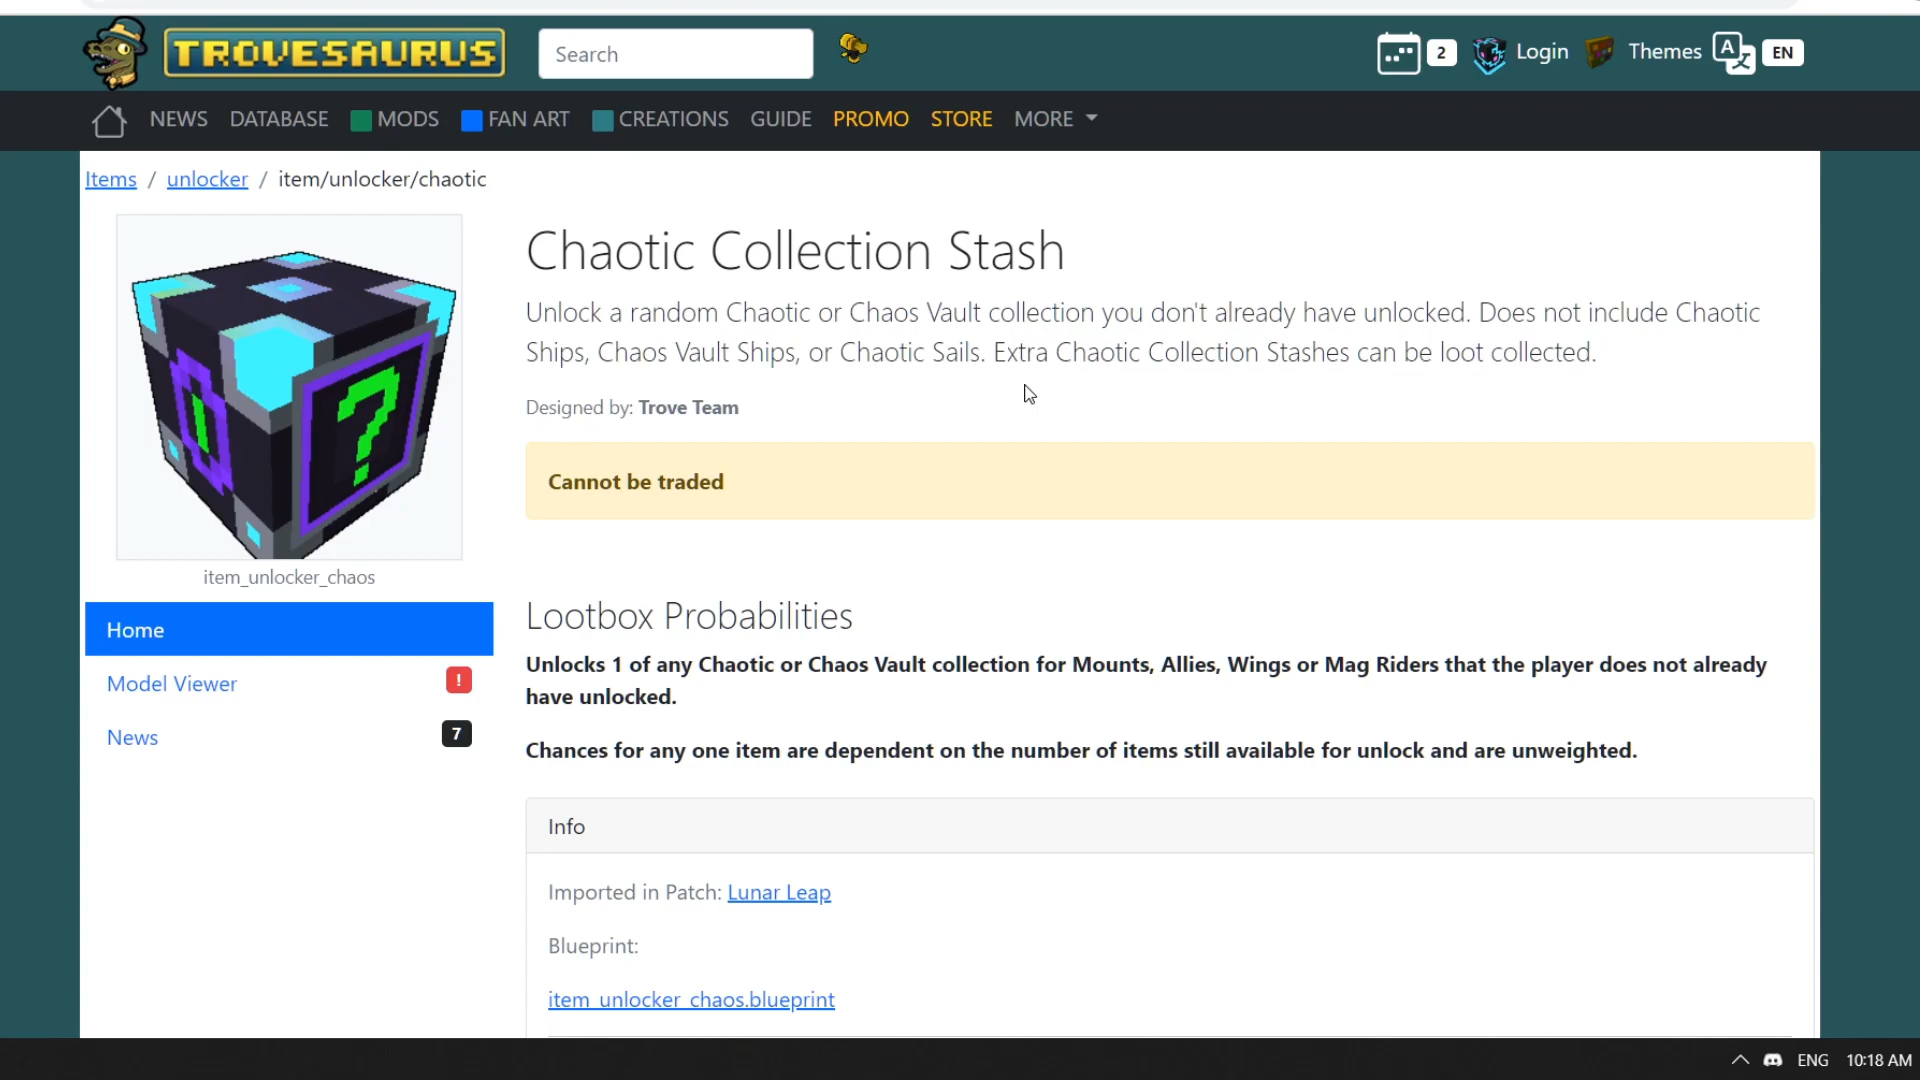 TROVESAURUS
Search
2
Login
Themes
A
EN
NEWS
DATABASE
MODS
FAN ART
CREATIONS
GUIDE
PROMO
STORE
MORE
Items / unlocker / item/unlocker/chaotic
?
item_unlocker_chaos
Home
Model Viewer
!
News
7
Chaotic Collection Stash
Unlock a random Chaotic or Chaos Vault collection you don't already have unlocked. Does not include Chaotic
Ships, Chaos Vault Ships, or Chaotic Sails. Extra Chaotic Collection Stashes can be loot collected.
Designed by: Trove Team
Cannot be traded
Lootbox Probabilities
Unlocks 1 of any Chaotic or Chaos Vault collection for Mounts, Allies, Wings or Mag Riders that the player does not already
have unlocked.
Chances for any one item are dependent on the number of items still available for unlock and are unweighted.
Info
Imported in Patch: Lunar Leap
Blueprint:
item_unlocker_chaos.blueprint
ENG
10:18 AM